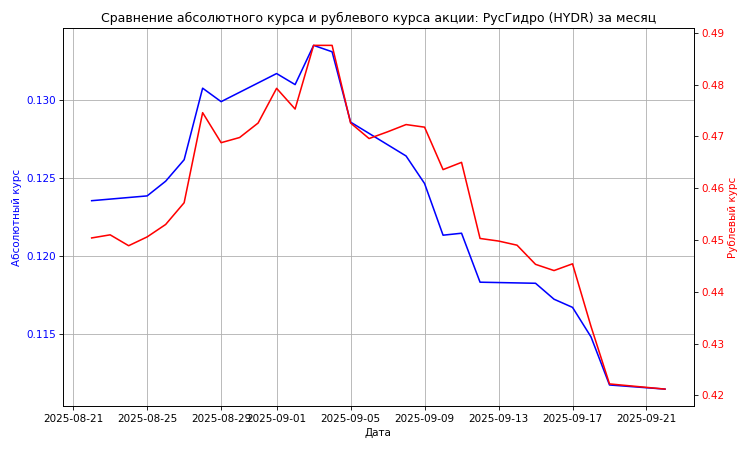 Сравнение абсолютного курса и рублевого курса акции: РусГидро (HYDR) за месяц
Абсолютный курс
0.130
0.125
0.120
0.115
0.49
0.48
0.47
0.46
0.45
0.44
0.43
0.42
Рублевый курс
2025-08-21 2025-08-25 2025-08-29 2025-09-01 2025-09-05 2025-09-09 2025-09-13 2025-09-17 2025-09-21
Дата